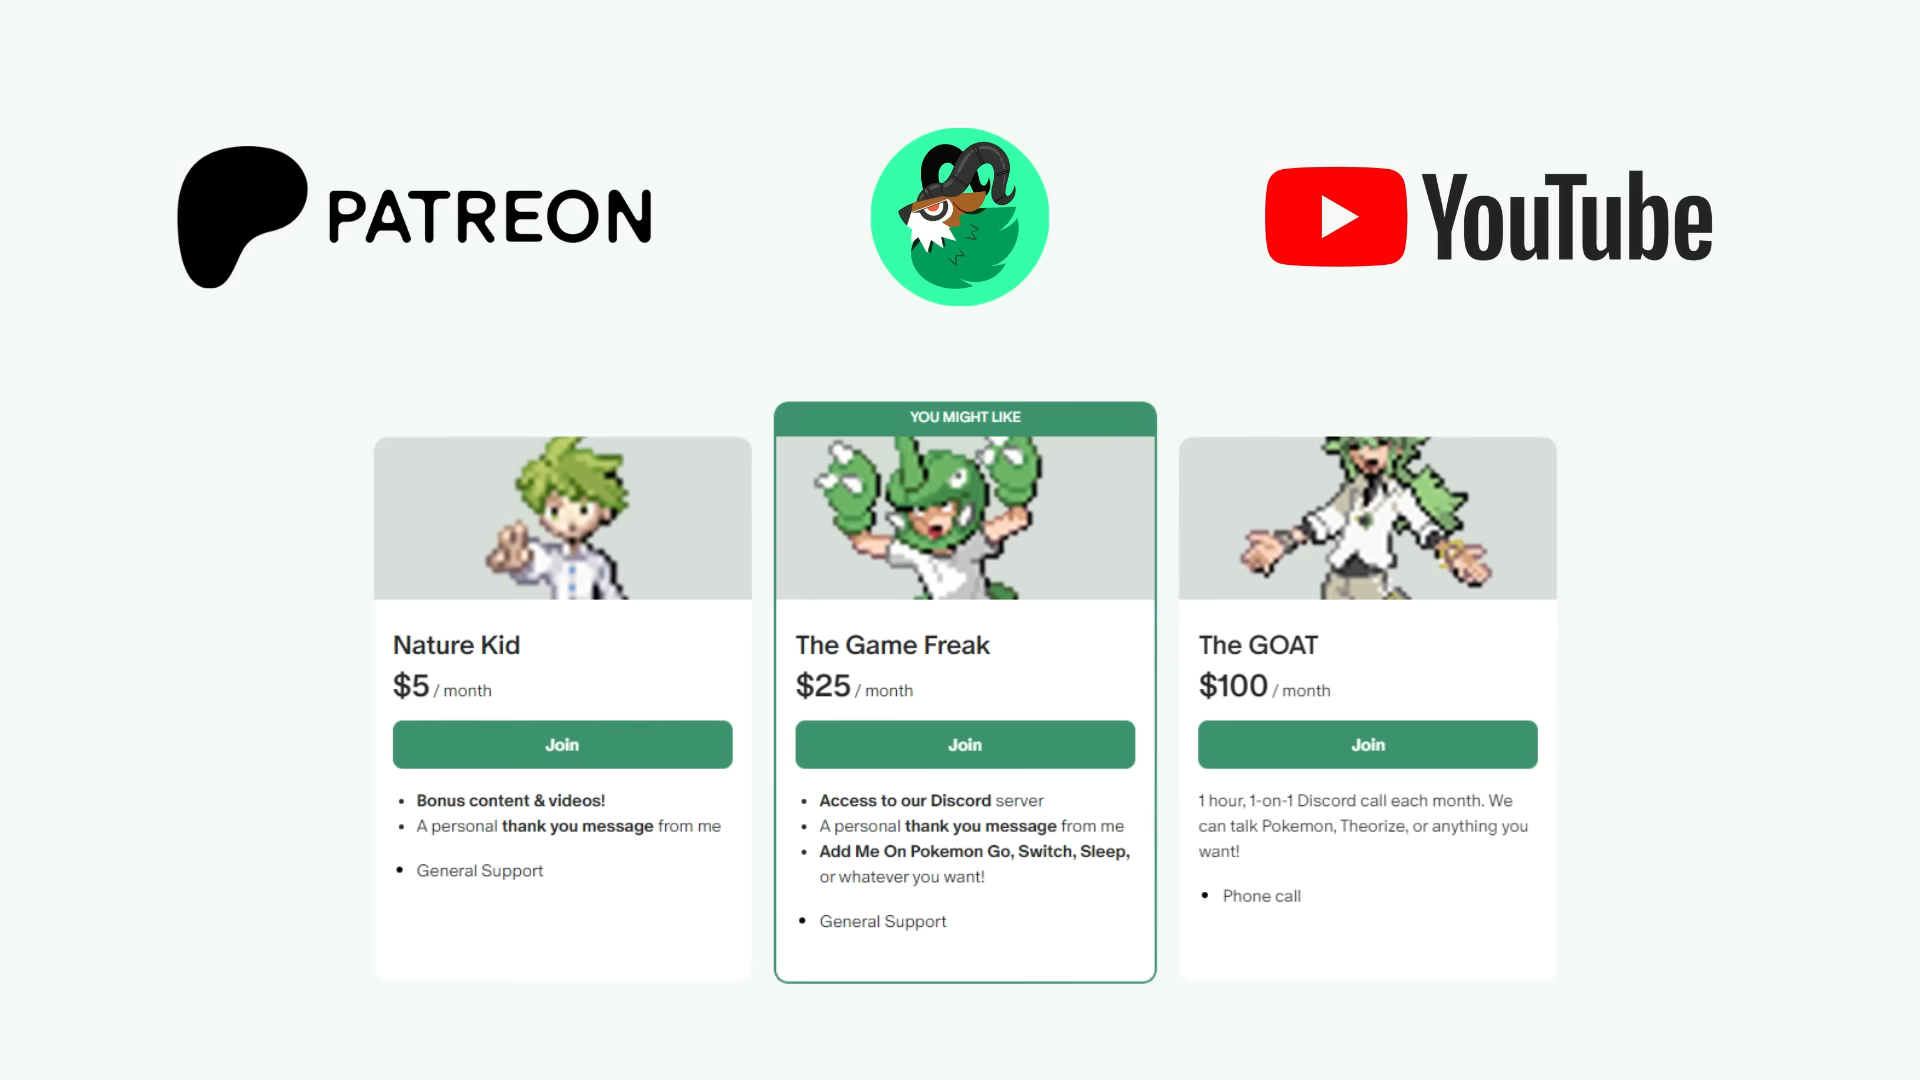 PATREON
YouTube
YOU MIGHT LIKE
Nature Kid
$5 / month
Join
• Bonus content & videos!
• A personal thank you message from me
• General Support
The Game Freak
$25 / month
Join
• Access to our Discord server
• A personal thank you message from me
• Add Me On Pokemon Go, Switch, Sleep,
or whatever you want!
• General Support
The GOAT
$100 / month
Join
1 hour, 1-on-1 Discord call each month. We
can talk Pokemon, Theorize, or anything you
want!
• Phone call